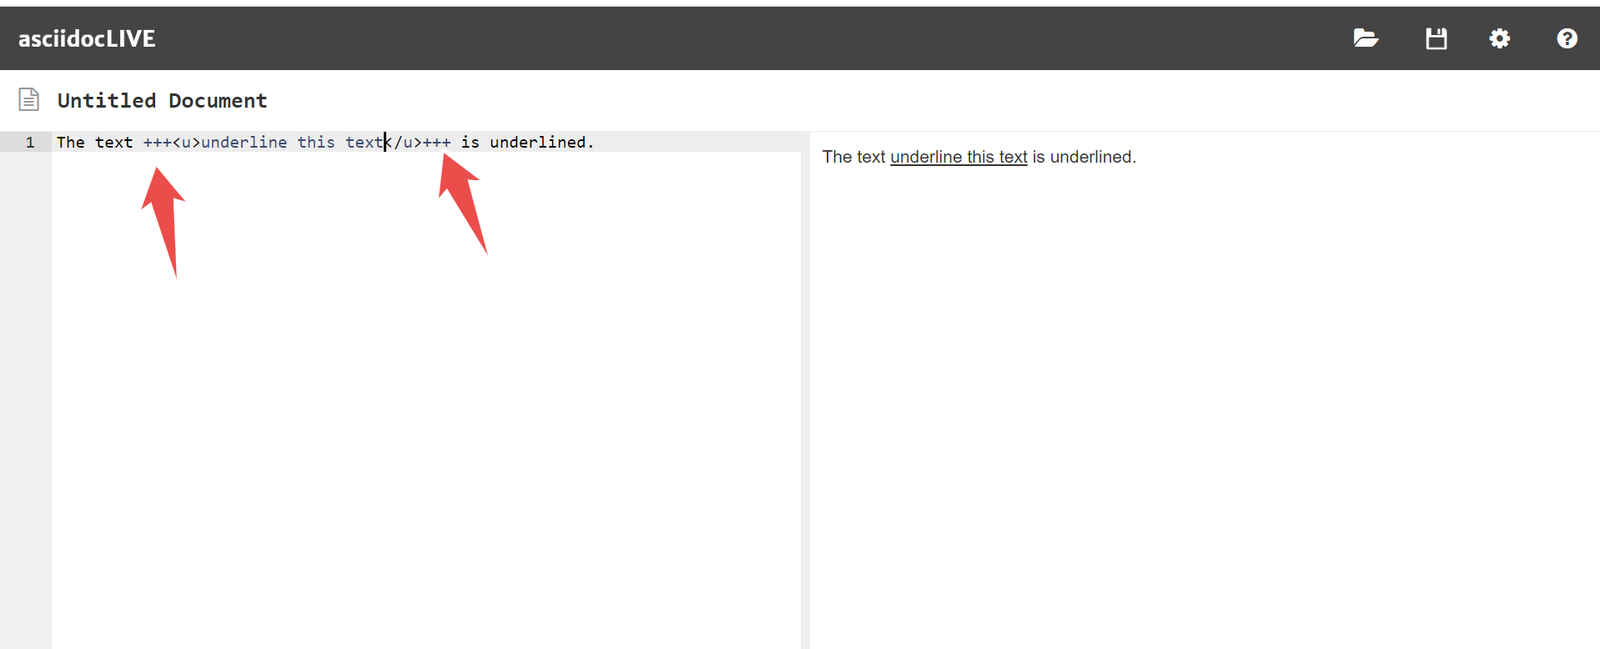 asciidocLIVE
Untitled Document
1 The text +++<u>underline this text</u>+++ is underlined.
The text underline this text is underlined.